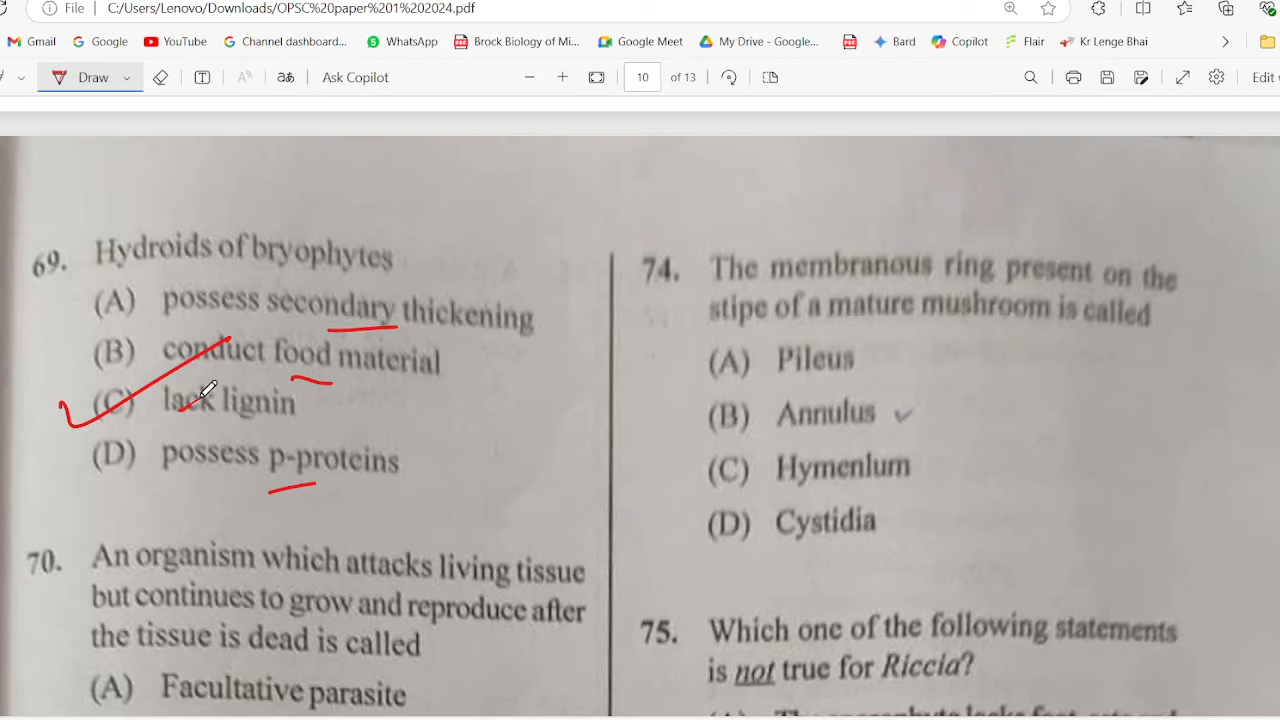 File C:/Users/Lenovo/Downloads/OPSC%20paper%201%202024.pdf
Gmail Google YouTube Channel dashboard... WhatsApp Brock Biology of Mi... Google Meet My Drive - Google... Bard Copilot Flair Kr Lenge Bhai
Draw Ask Copilot 10 of 13 Edit
69. Hydroids of bryophytes
(A) possess secondary thickening
(B) conduct food material
(C) lack lignin
(D) possess p-proteins
70. An organism which attacks living tissue
but continues to grow and reproduce after
the tissue is dead is called
(A) Facultative parasite
74. The membranous ring present on the
stipe of a mature mushroom is called
(A) Pileus
(B) Annulus
(C) Hymenlum
(D) Cystidia
75. Which one of the following statements
is not true for Riccia?